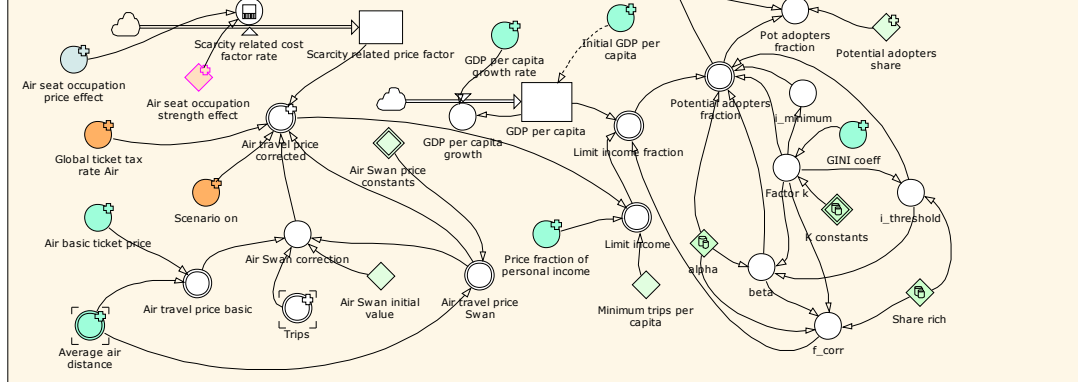 Scarcity related cost
factor rate
Scarcity related price factor
Air seat occupation
price effect
Air seat occupation
strength effect
GDP per capita
growth rate
Initial GDP per
capita
Pot adopters
fraction
Potential adopters
share
Potential adopters
fraction
i_minimum
GDP per capita
GDP per capita
growth
Limit income fraction
Global ticket tax
rate Air
Air travel price
corrected
Air Swan price
constants
GINI coeff
Factor k
Scenario on
K constants
i_threshold
Air basic ticket price
Air Swan correction
Limit income
Price fraction of
personal income
alpha
beta
Air travel price basic
Air Swan initial
value
Air travel price
Swan
Minimum trips per
capita
Share rich
Trips
Average air
distance
f_corr